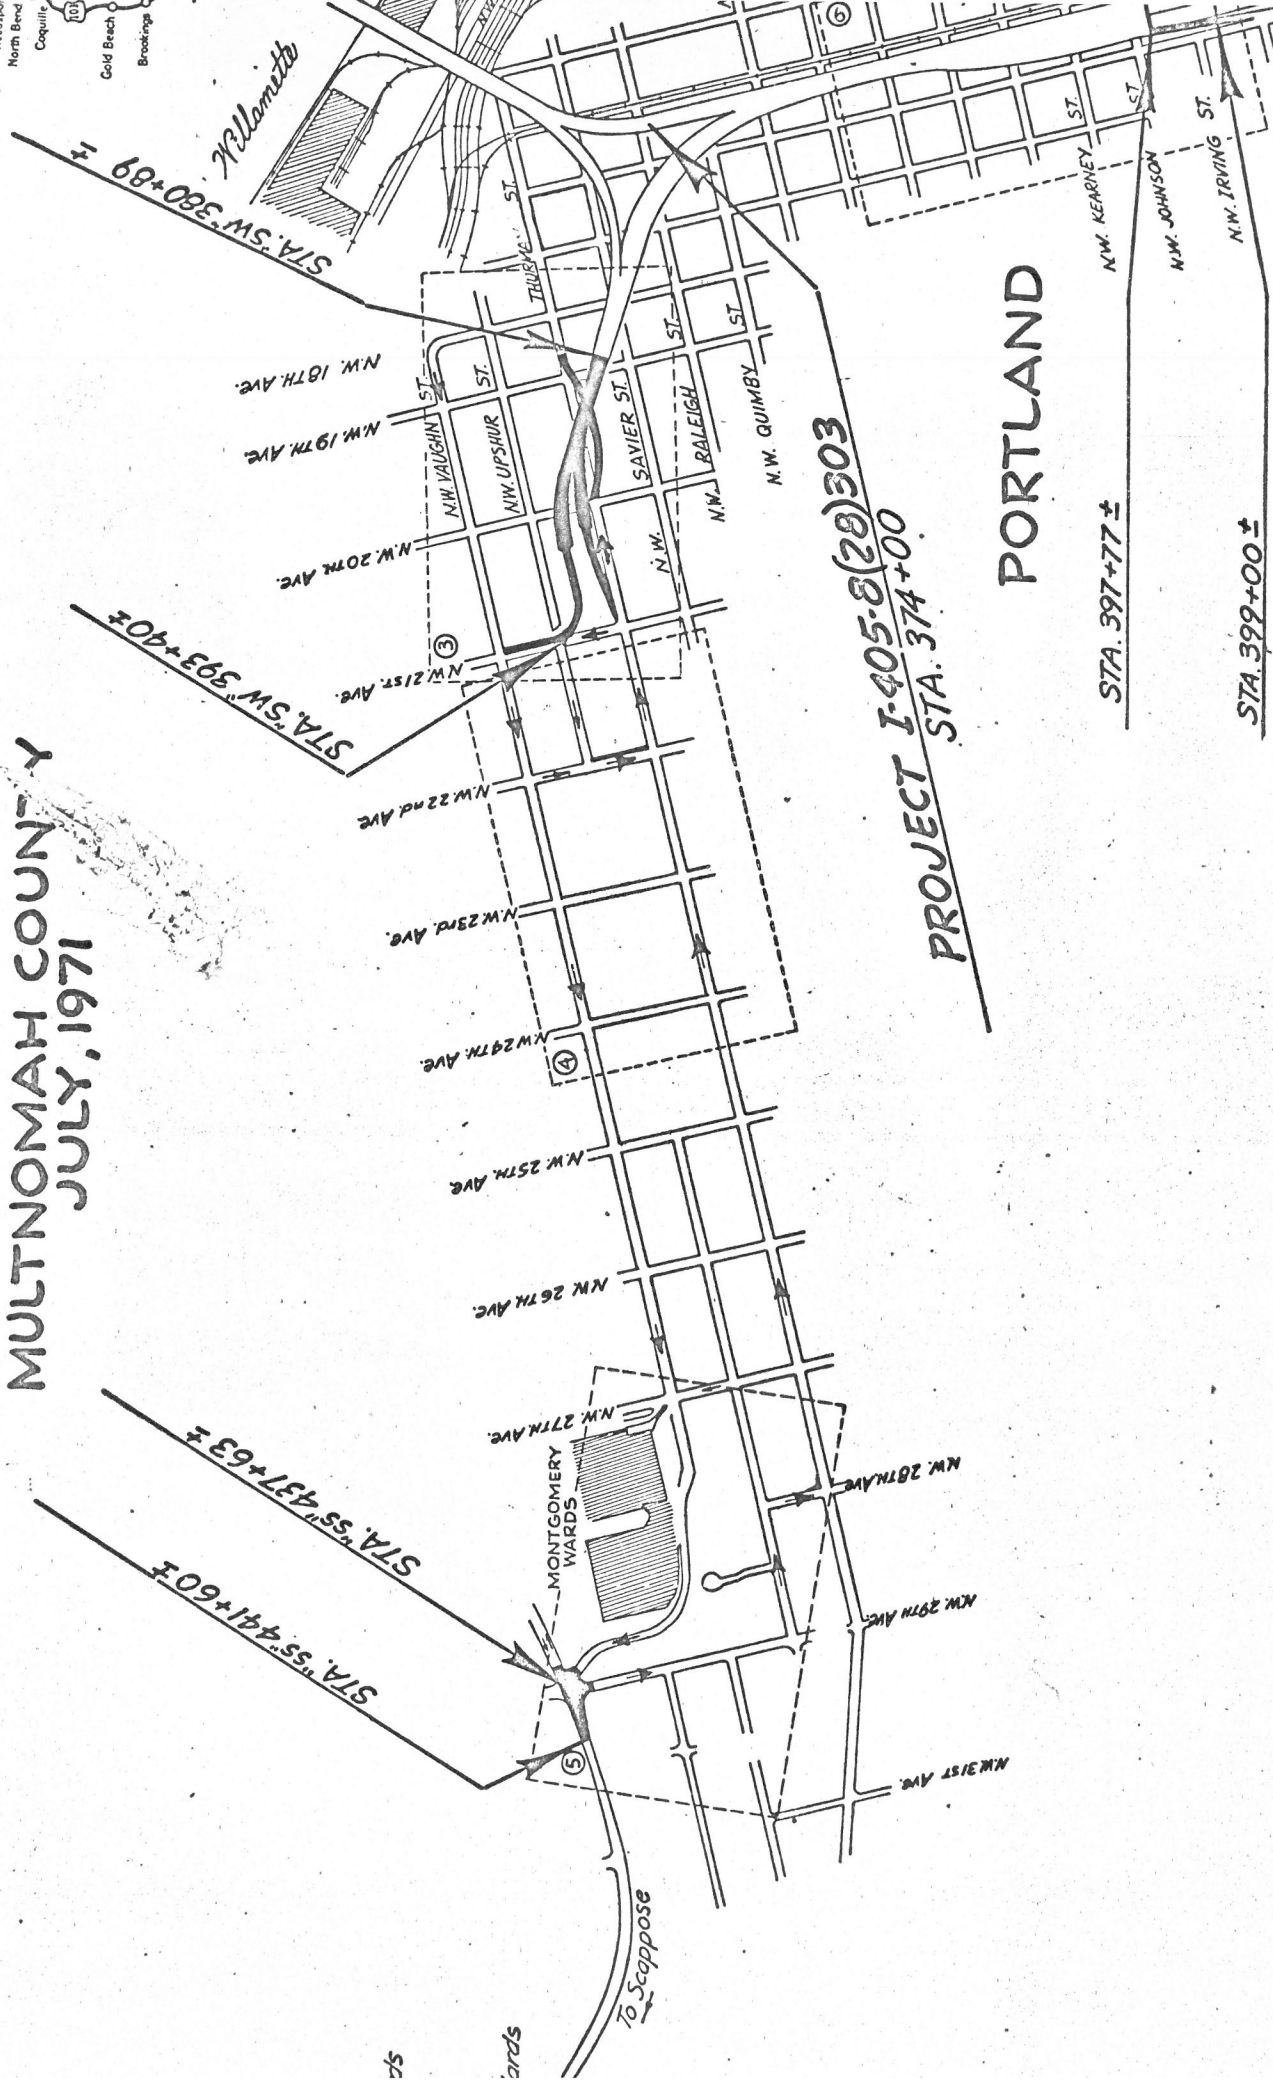 North Bend
Coquille
101
Gold Beach
Brookings
MULTNOMAH COUNTY
JULY, 1971
Willamette
STA. "SW" 380+89 ±
STA. "SW" 393+40±
STA. "SS" 437+63 ±
STA. "SS" 441+60±
N.W. 18TH. Ave.
N.W. 19TH. Ave.
N.W. 20TH Ave.
N.W. 21ST. Ave.
N.W. 22nd Ave
N.W. 23rd. Ave.
N.W 24TH. Ave.
N.W. 25TH. Ave
N.W. 26TH. Ave.
N.W. 27TH. Ave.
N.W. 28TH Ave
N.W. 29TH Ave.
N.W. 31ST Ave.
N.W. VAUGHN ST.
N.W. UPSHUR ST.
ST.
N.W. SAVIER ST.
N.W. RALEIGH ST.
N.W. QUIMBY ST
N.W. KEARNEY ST.
N.W. JOHNSON ST.
N.W. IRVING ST.
3
4
5
6
MONTGOMERY
WARDS
To Scappose
PROJECT I-405-8(28)303
STA. 374+00
PORTLAND
STA. 397+77±
STA. 399+00±